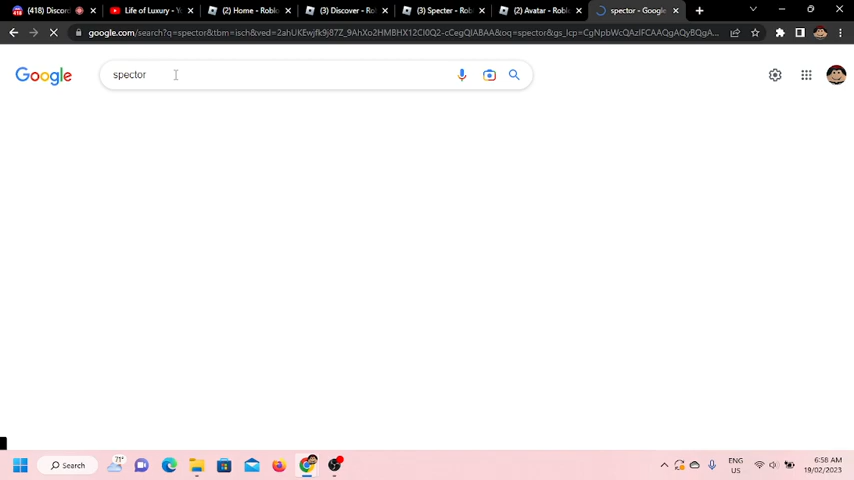 (418) Discord
Life of Luxury - Y
(2) Home - Roblo
(3) Discover - Ro
(3) Specter - Rob
(2) Avatar - Roblo
spector - Google
google.com/search?q=spector&tbm=isch&ved=2ahUKEwjfk9j87Z_9AhXo2HMBHX12CI0Q2-cCegQIABAA&oq=spector&gs_lcp=CgNpbWcQAzIFCAAQgAQyBQgA...
Google
spector
71°
Search
ENG
US
6:58 AM
19/02/2023